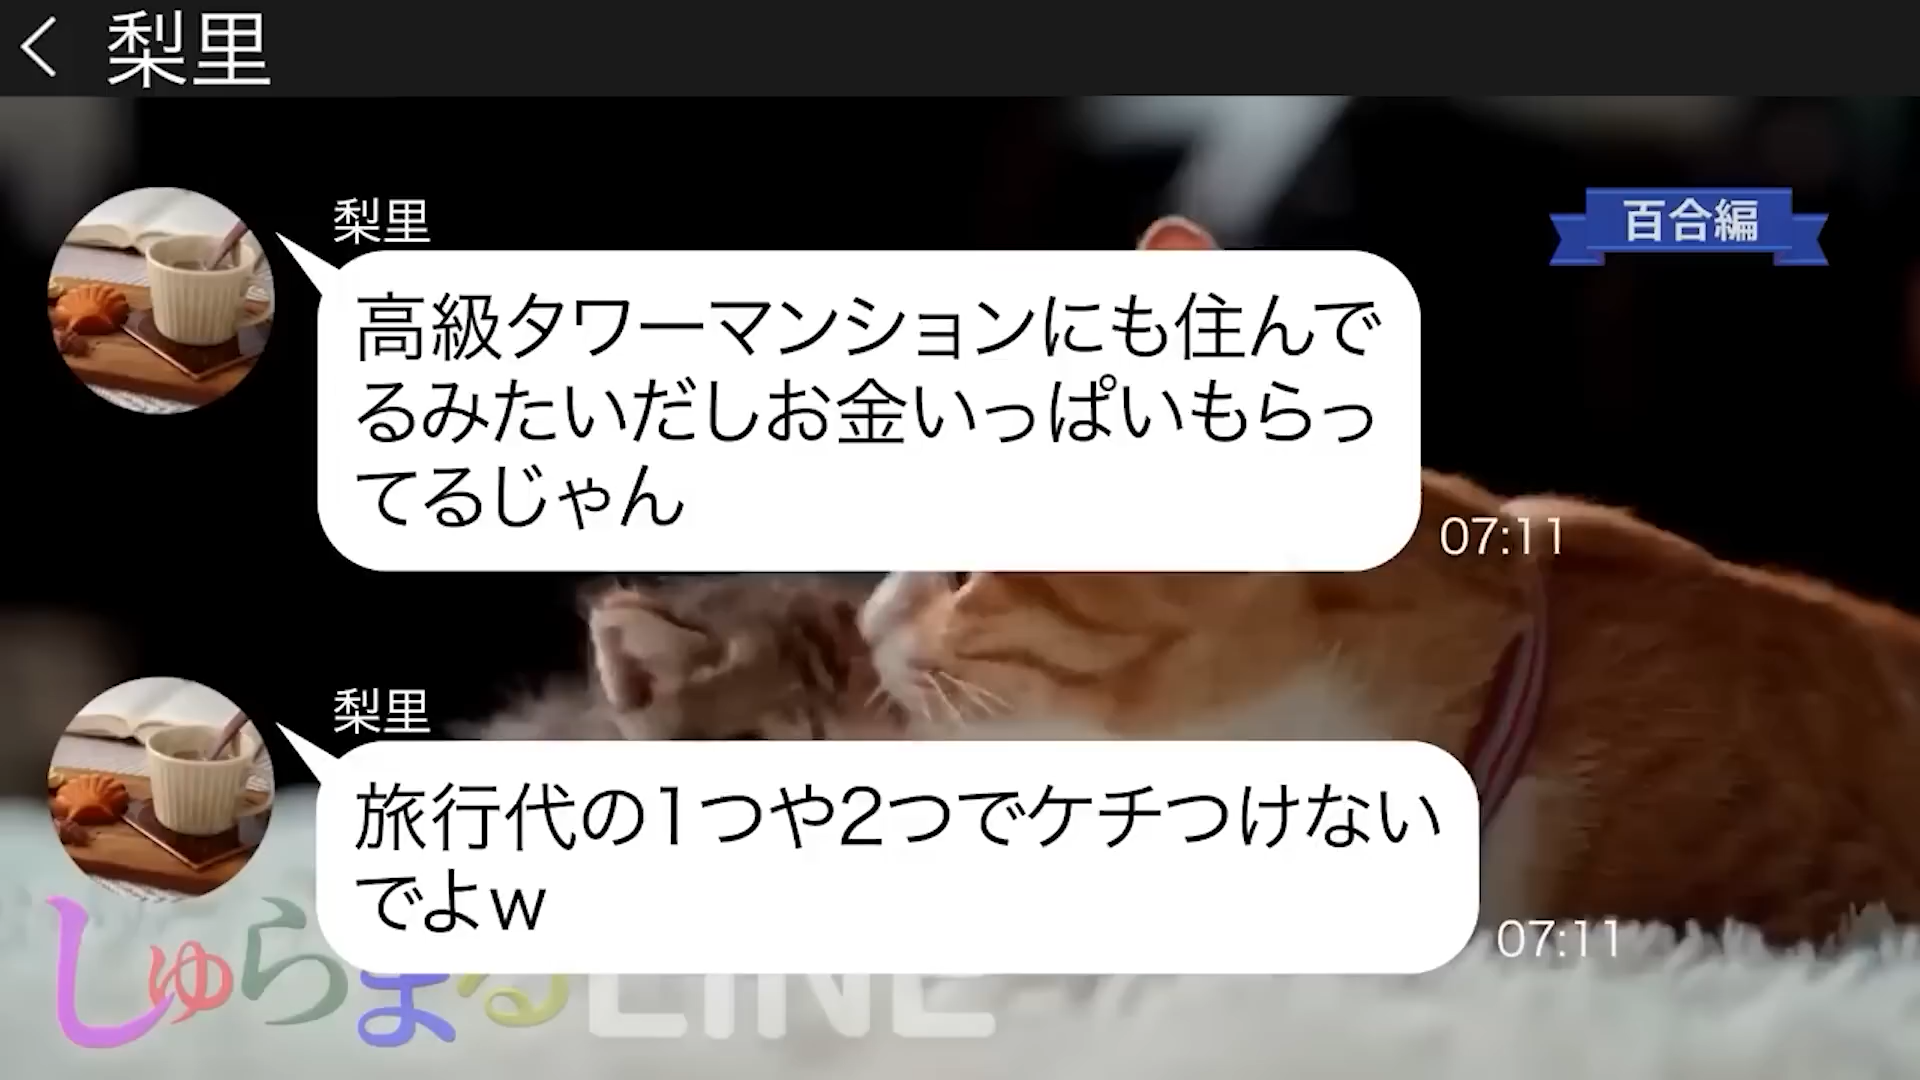 梨里
百合編
梨里
高級タワーマンションにも住んで
るみたいだしお金いっぱいもらっ
てるじゃん
07:11
梨里
旅行代の1つや2つでケチつけない
でよw
07:11
しゅらまるLINE